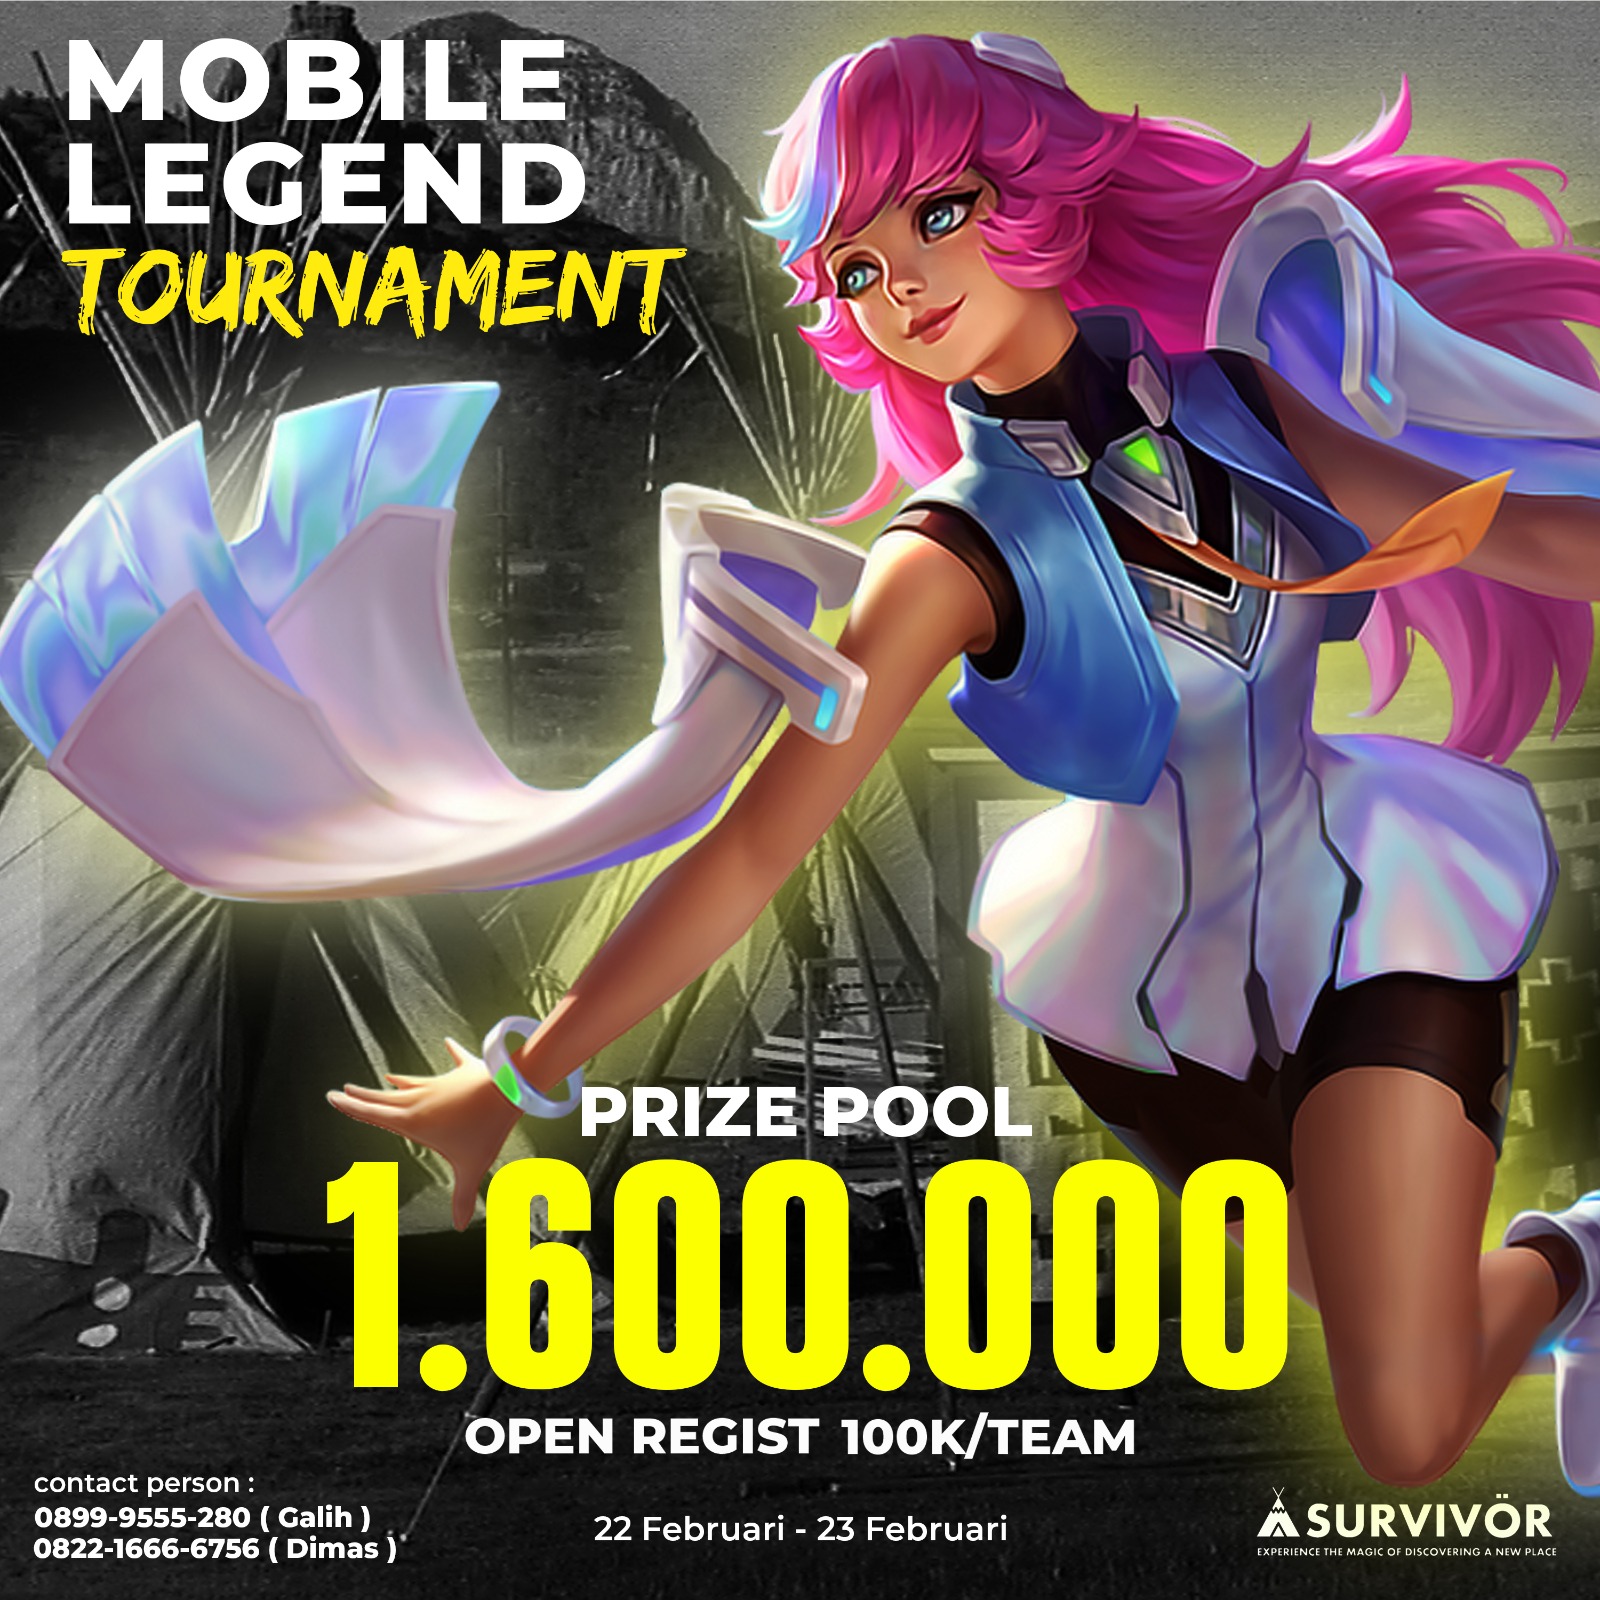 MOBILE
LEGEND
TOURNAMENT
PRIZE POOL
1.600.000
OPEN REGIST 100K/TEAM
contact person :
0899-9555-280 ( Galih )
0822-1666-6756 ( Dimas )
22 Februari - 23 Februari
SURVIVÖR
EXPERIENCE THE MAGIC OF DISCOVERING A NEW PLACE